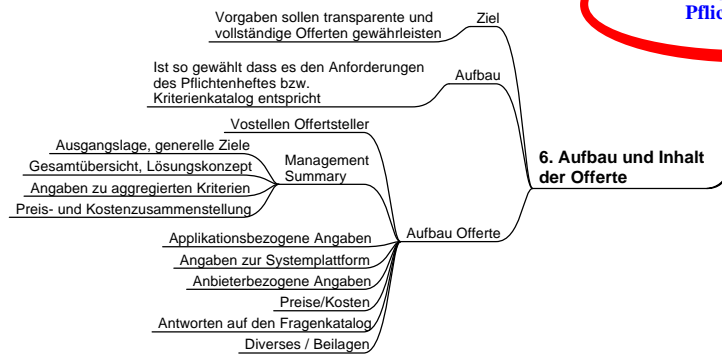 Pflic
Vorgaben sollen transparente und
vollständige Offerten gewährleisten
Ziel
Ist so gewählt dass es den Anforderungen
des Pflichtenheftes bzw.
Kriterienkatalog entspricht
Aufbau
Vostellen Offertsteller
Ausgangslage, generelle Ziele
Gesamtübersicht, Lösungskonzept
Angaben zu aggregierten Kriterien
Preis- und Kostenzusammenstellung
Management
Summary
6. Aufbau und Inhalt
der Offerte
Applikationsbezogene Angaben
Aufbau Offerte
Angaben zur Systemplattform
Anbieterbezogene Angaben
Preise/Kosten
Antworten auf den Fragenkatalog
Diverses / Beilagen